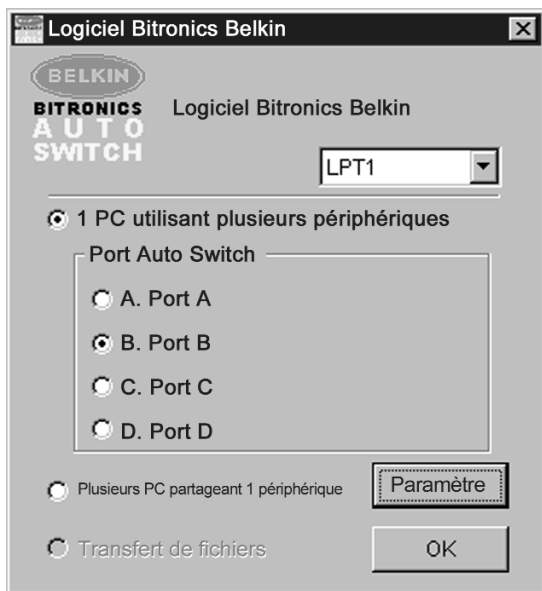 Logiciel Bitronics Belkin
BELKIN
BITRONICS
AUTO
SWITCH
Logiciel Bitronics Belkin
LPT1
1 PC utilisant plusieurs périphériques
Port Auto Switch
A. Port A
B. Port B
C. Port C
D. Port D
Plusieurs PC partageant 1 périphérique
Paramètre
Transfert de fichiers
OK